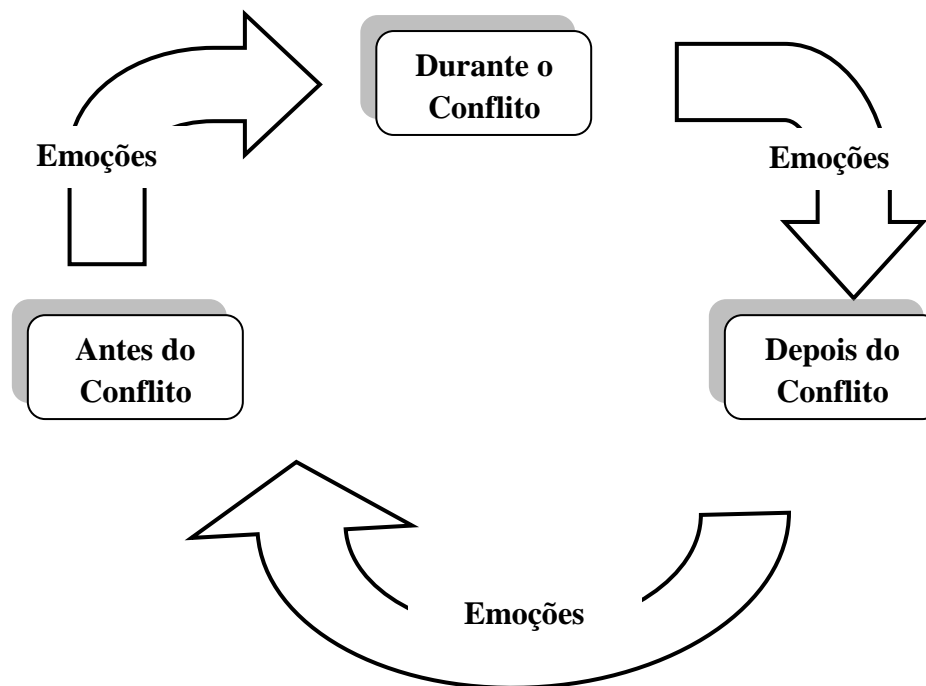 Durante o
Conflito
Emoções
Emoções
Antes do
Conflito
Depois do
Conflito
Emoções